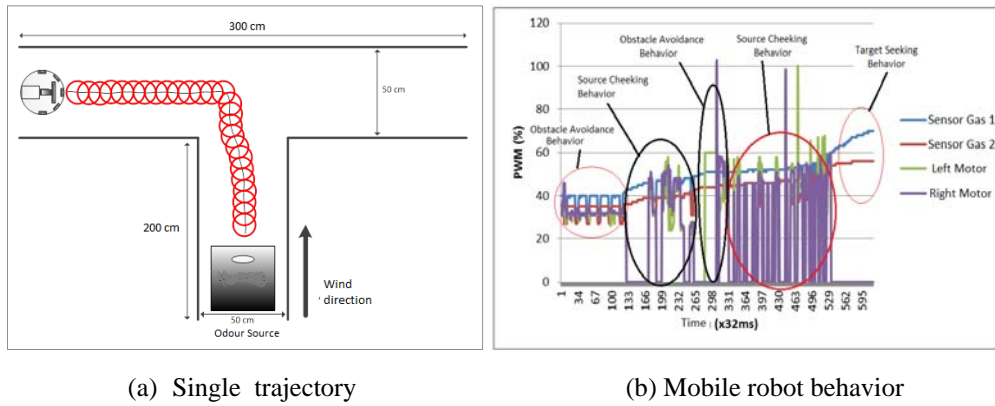 300 cm
50 cm
200 cm
Wind
direction
50 cm
Odour Source
(a) Single trajectory
120
100
80
60
40
20
0
PWM (%)
Obstacle Avoidance
Behavior
Source Cheeking
Behavior
Obstacle Avoidance
Behavior
Source Cheeking
Behavior
Target Seeking
Behavior
Sensor Gas 1
Sensor Gas 2
Left Motor
Right Motor
1 34 67 100 133 166 199 232 265 298 331 364 397 430 463 496 529 562 595
Time : (x32ms)
(b) Mobile robot behavior